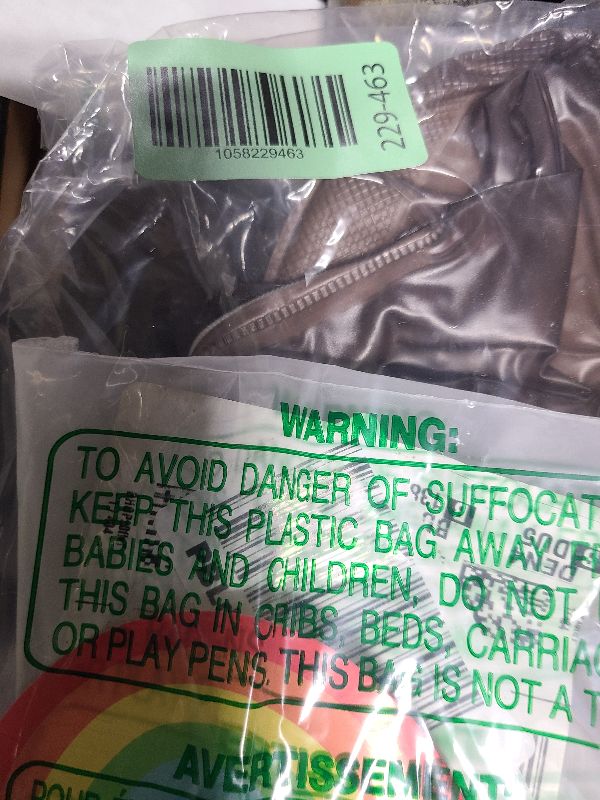 1058229463
229-463
WARNING:
TO AVOID DANGER OF SUFFOCAT
KEEP THIS PLASTIC BAG AWAY F
BABIES AND CHILDREN, DO NOT
THIS BAG IN CRIBS, BEDS, CARRIA
OR PLAY PENS. THIS BAG IS NOT A T
AVERTISSEMENT:
POUR